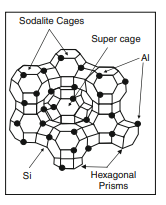 Sodalite Cages
Super cage
Al
Si
Hexagonal
Prisms